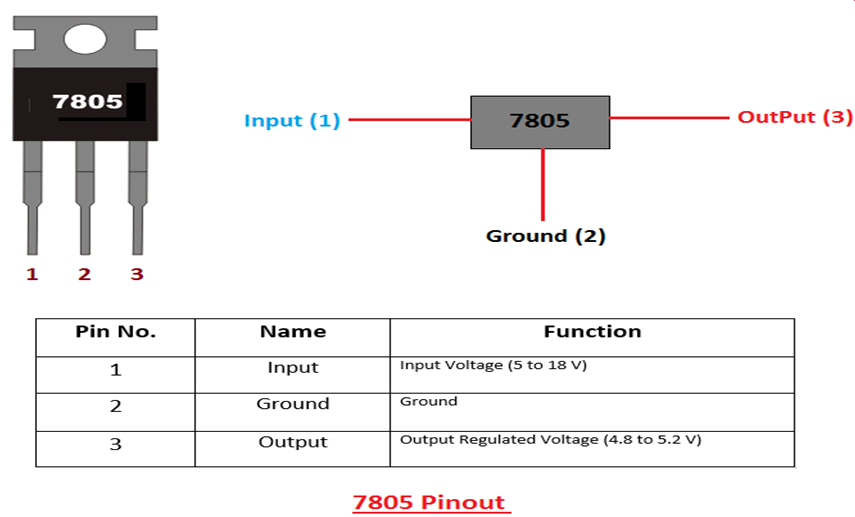 7805
1 2 3
Input (1) 7805 OutPut (3)
Ground (2)
Pin No. Name Function
1 Input Input Voltage (5 to 18 V)
2 Ground Ground
3 Output Output Regulated Voltage (4.8 to 5.2 V)
7805 Pinout